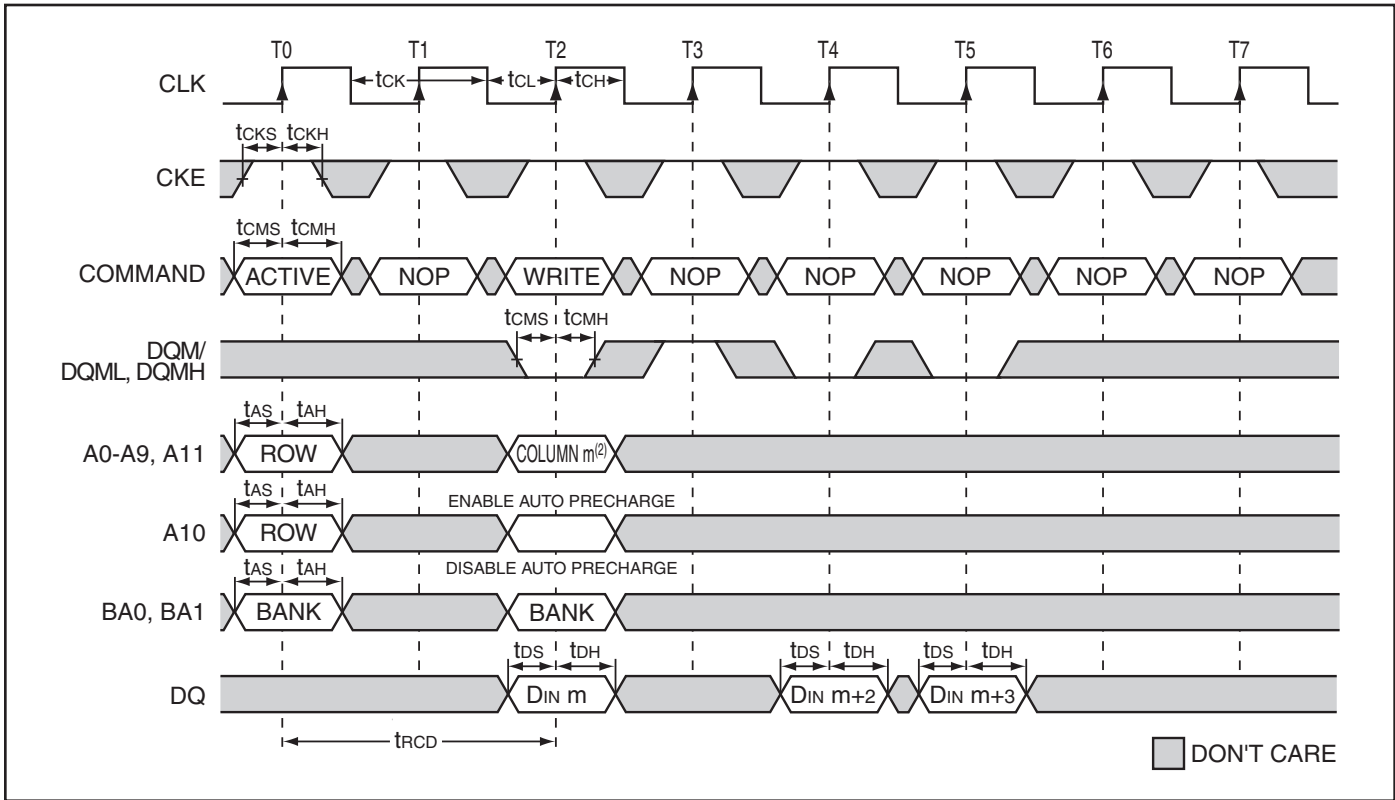 T0 T1 T2 T3 T4 T5 T6 T7
CLK
tCK tCL tCH
tCKS tCKH
CKE
tCMS tCMH
COMMAND ACTIVE NOP WRITE NOP NOP NOP NOP NOP
tCMS tCMH
DQM/
DQML, DQMH
tAS tAH
A0-A9, A11 ROW COLUMN m(2)
tAS tAH ENABLE AUTO PRECHARGE
A10 ROW
tAS tAH DISABLE AUTO PRECHARGE
BA0, BA1 BANK BANK
tDS tDH tDS tDH tDS tDH
DQ DIN m DIN m+2 DIN m+3
tRCD
DON'T CARE